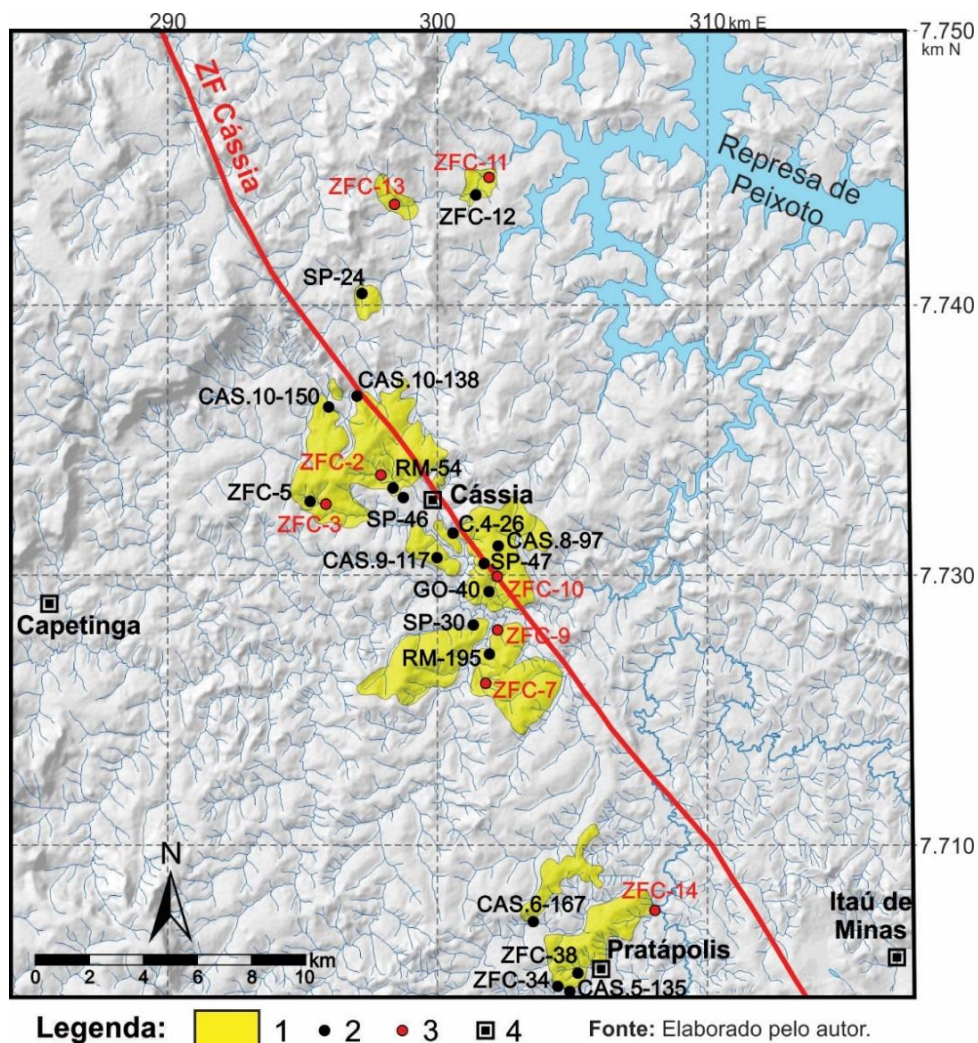 290 300 310 km E
7.750
km N
ZF Cássia
ZFC-11
ZFC-13
ZFC-12
Represa de
Peixoto
SP-24
7.740
CAS.10-138
CAS.10-150
ZFC-2
RM-54
ZFC-5
Cássia
ZFC-3
SP-46
C.4-26
CAS.8-97
CAS.9-117
SP-47
7.730
ZFC-10
GO-40
Capetinga
SP-30
ZFC-9
RM-195
ZFC-7
7.710
N
ZFC-14
CAS.6-167
Itaú de
Minas
Pratápolis
ZFC-38
ZFC-34
CAS.5-135
0 2 4 6 8 10 km
Legenda: 1 2 3 4 Fonte: Elaborado pelo autor.